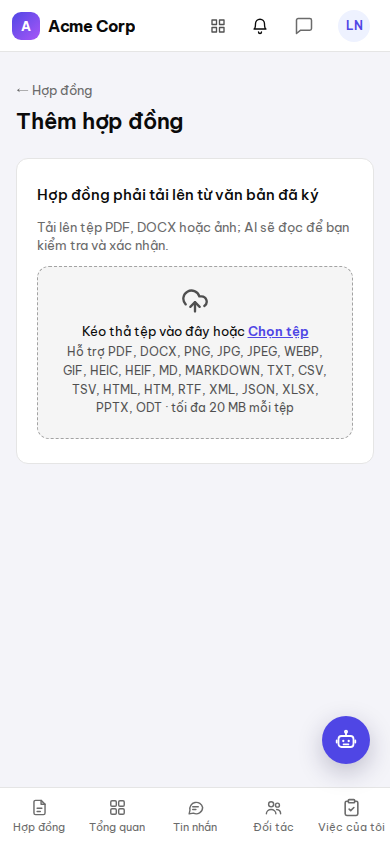 A Acme Corp LN
← Hợp đồng
Thêm hợp đồng
Hợp đồng phải tải lên từ văn bản đã ký
Tải lên tệp PDF, DOCX hoặc ảnh; AI sẽ đọc để bạn
kiểm tra và xác nhận.
Kéo thả tệp vào đây hoặc Chọn tệp
Hỗ trợ PDF, DOCX, PNG, JPG, JPEG, WEBP,
GIF, HEIC, HEIF, MD, MARKDOWN, TXT, CSV,
TSV, HTML, HTM, RTF, XML, JSON, XLSX,
PPTX, ODT · tối đa 20 MB mỗi tệp
Hợp đồng Tổng quan Tin nhắn Đối tác Việc của tôi